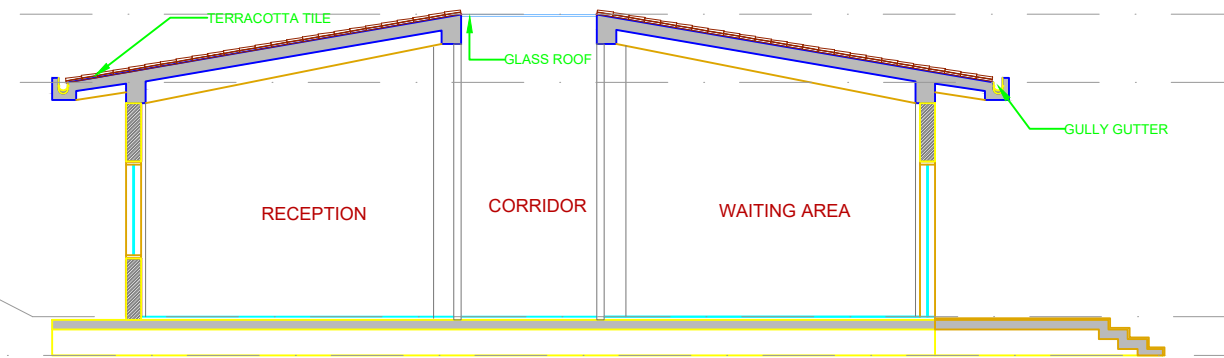 TERRACOTTA TILE
GLASS ROOF
GULLY GUTTER
RECEPTION
CORRIDOR
WAITING AREA